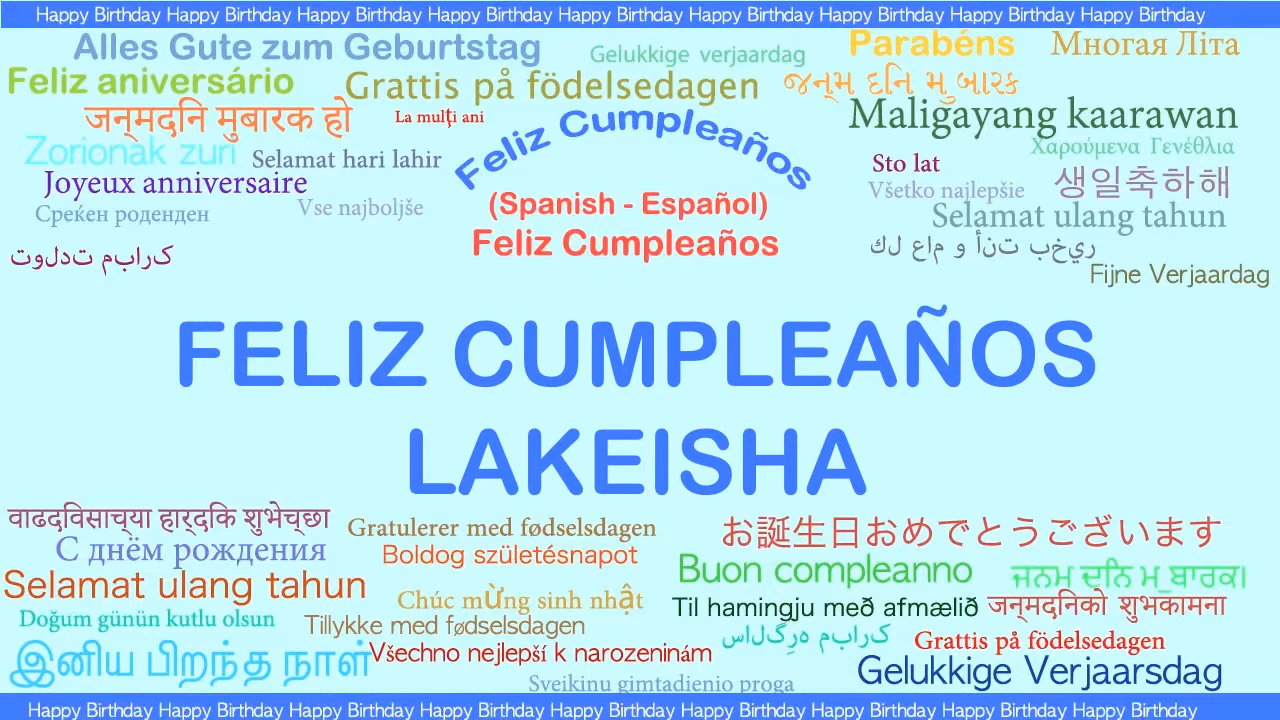 Happy Birthday Happy Birthday Happy Birthday Happy Birthday Happy Birthday Happy Birthday Happy Birthday Happy Birthday Happy Birthday
Alles Gute zum Geburtstag
Gelukkige verjaardag
Parabéns
Многая Літа
Feliz aniversário
Grattis på födelsedagen
જન્મ દિન મુબારક
जन्मदिन मुबारक हो
La mulţi ani
Feliz Cumpleaños
Maligayang kaarawan
Zorionak zuri
Selamat hari lahir
Sto lat
Χαρούμενα Γενέθλια
Joyeux anniversaire
(Spanish - Español)
Všetko najlepšie
생일축하해
Среќен роденден
Vse najboljše
Selamat ulang tahun
تولدت مبارک
Feliz Cumpleaños
كل عام و أنت بخير
Fijne Verjaardag
FELIZ CUMPLEAÑOS
LAKEISHA
वाढदिवसाच्या हार्दिक शुभेच्छा
Gratulerer med fødselsdagen
お誕生日おめでとうございます
С днём рождения
Boldog születésnapot
Buon compleanno
ਜਨਮ ਦਿਨ ਮੁਬਾਰਕ।
Selamat ulang tahun
Chúc mừng sinh nhật
Til hamingju með afmælið
जन्मदिनको शुभकामना
Doğum günün kutlu olsun
Tillykke med fødselsdagen
سالگرہ مبارک
Grattis på födelsedagen
இனிய பிறந்த நாள்
Všechno nejlepší k narozeninám
Gelukkige Verjaarsdag
Sveikinu gimtadienio proga
Happy Birthday Happy Birthday Happy Birthday Happy Birthday Happy Birthday Happy Birthday Happy Birthday Happy Birthday Happy Birthday